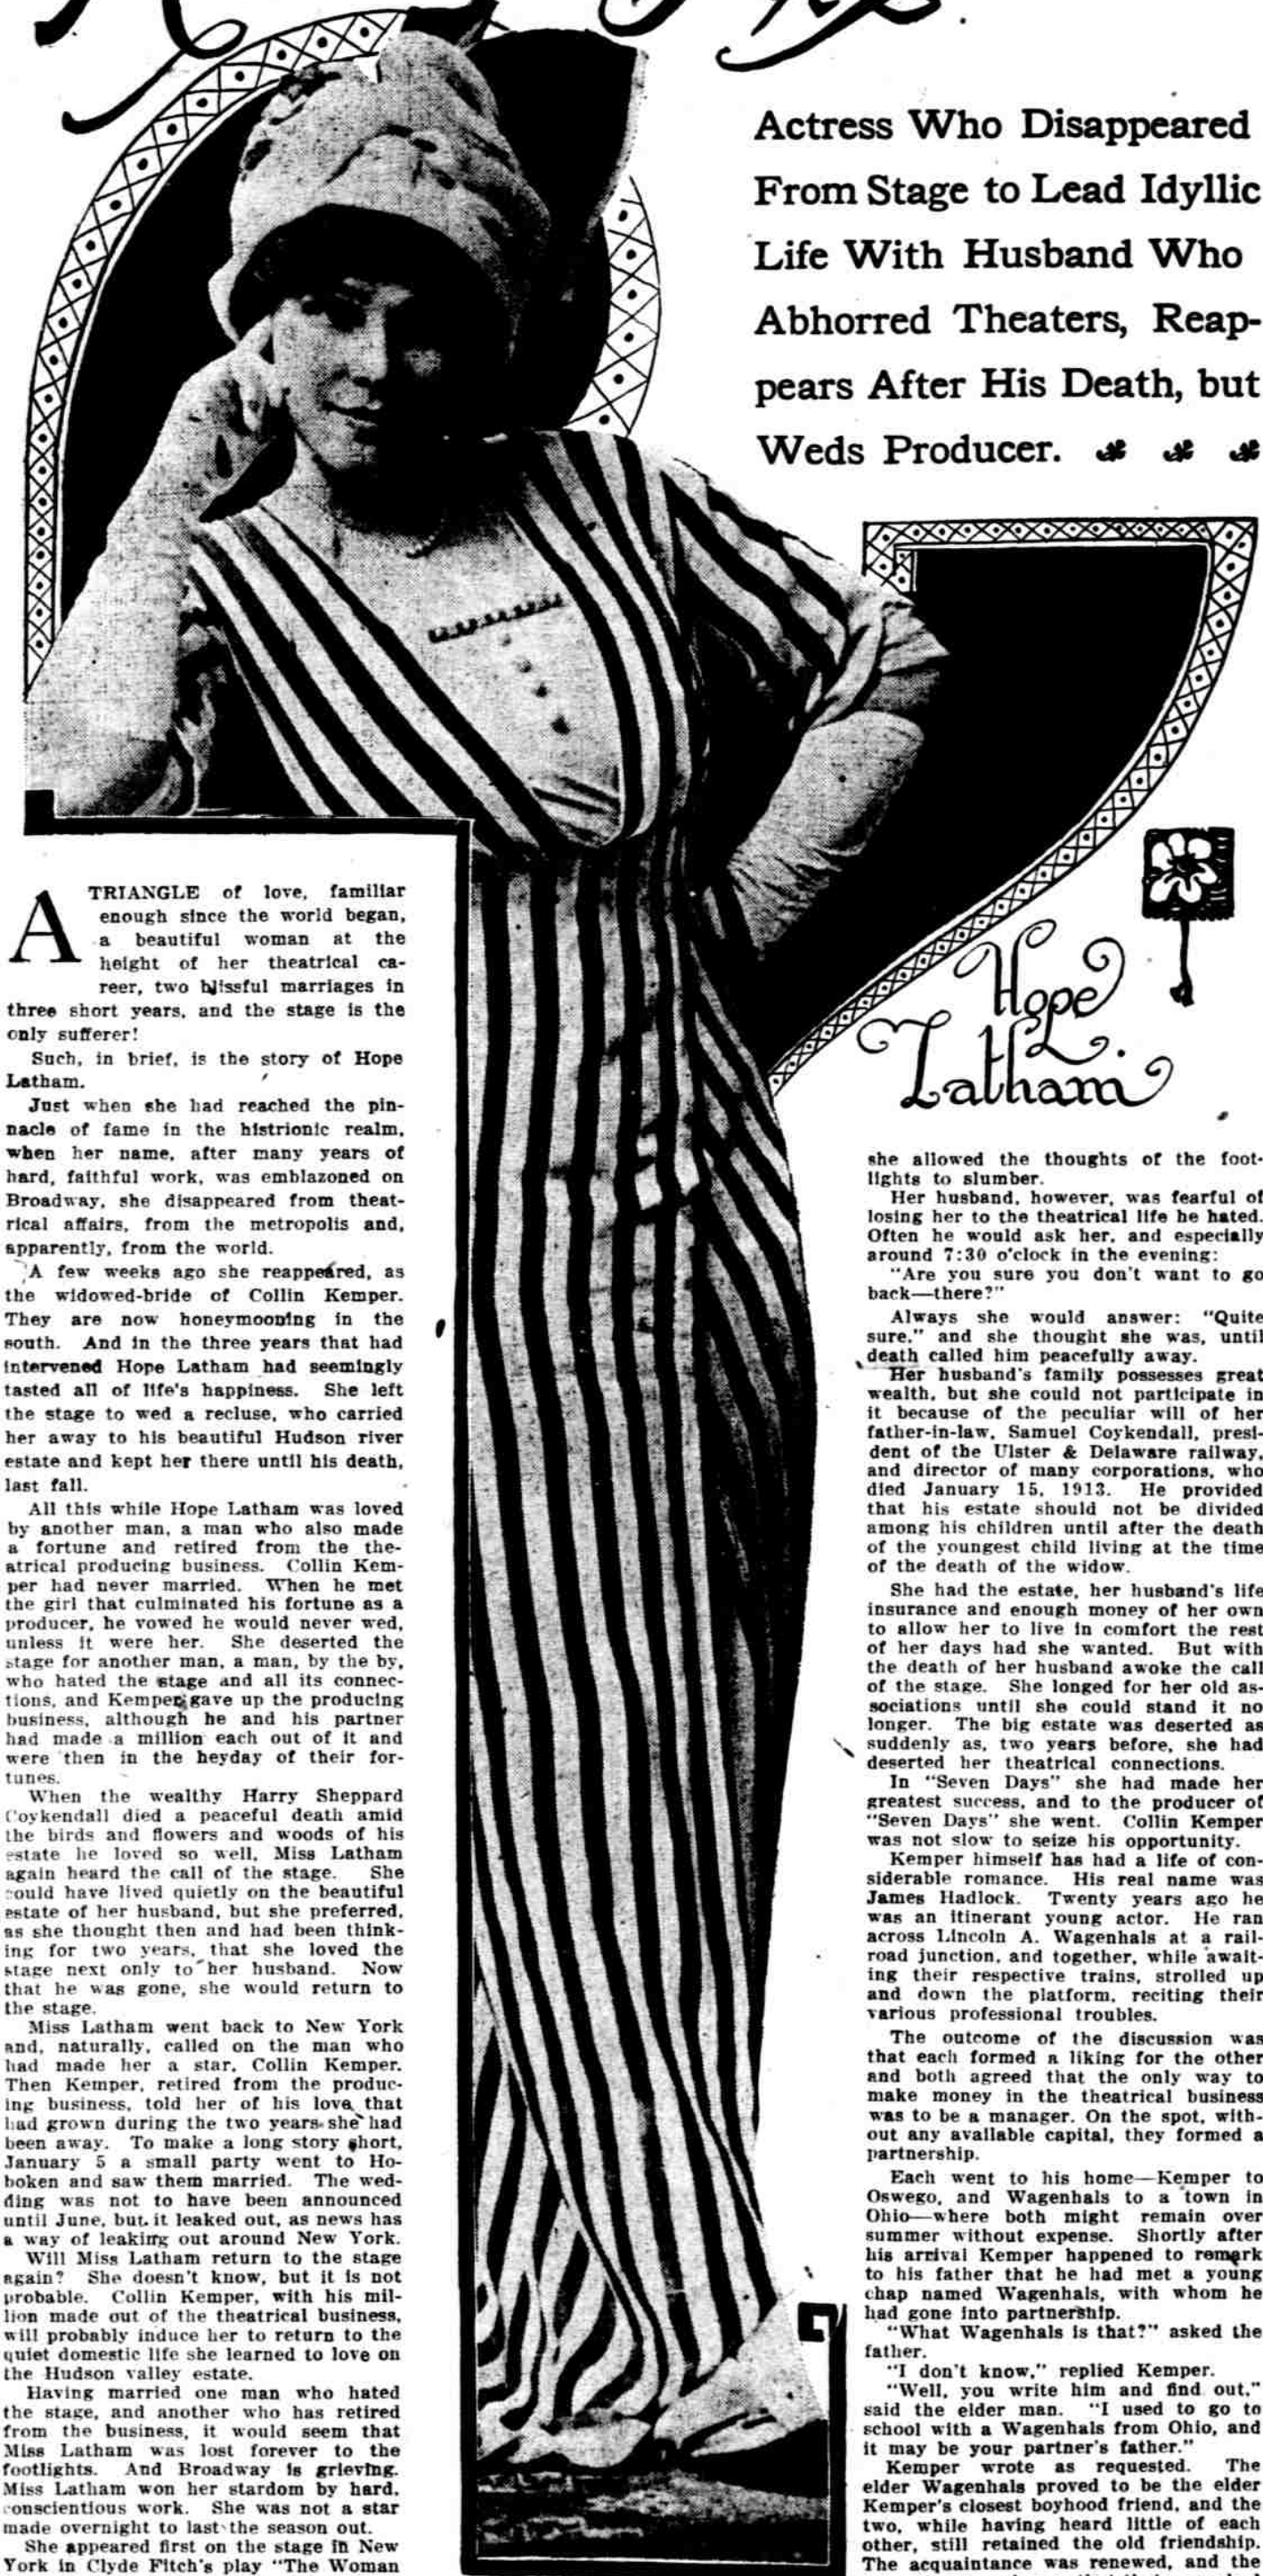 Actress Who Disappeared
From Stage to Lead Idyllic
Life With Husband Who
Abhorred Theaters, Reap-
pears After His Death, but
Weds Producer.
Hope
Latham
A TRIANGLE of love, familiar
enough since the world began,
a beautiful woman at the
height of her theatrical ca-
reer, two blissful marriages in
three short years, and the stage is the
only sufferer!
Such, in brief, is the story of Hope
Latham.
Just when she had reached the pin-
nacle of fame in the histrionic realm,
when her name, after many years of
hard, faithful work, was emblazoned on
Broadway, she disappeared from theat-
rical affairs, from the metropolis and,
apparently, from the world.
A few weeks ago she reappeared, as
the widowed-bride of Collin Kemper.
They are now honeymooning in the
south. And in the three years that had
intervened Hope Latham had seemingly
tasted all of life's happiness. She left
the stage to wed a recluse, who carried
her away to his beautiful Hudson river
estate and kept her there until his death,
last fall.
All this while Hope Latham was loved
by another man, a man who also made
a fortune and retired from the the-
atrical producing business. Collin Kem-
per had never married. When he met
the girl that culminated his fortune as a
producer, he vowed he would never wed,
unless it were her. She deserted the
stage for another man, a man, by the by,
who hated the stage and all its connec-
tions, and Kemper gave up the producing
business, although he and his partner
had made a million each out of it and
were then in the heyday of their for-
tunes.
When the wealthy Harry Sheppard
Coykendall died a peaceful death amid
the birds and flowers and woods of his
estate he loved so well, Miss Latham
again heard the call of the stage. She
could have lived quietly on the beautiful
estate of her husband, but she preferred,
as she thought then and had been think-
ing for two years, that she loved the
stage next only to her husband. Now
that he was gone, she would return to
the stage.
Miss Latham went back to New York
and, naturally, called on the man who
had made her a star, Collin Kemper.
Then Kemper, retired from the produc-
ing business, told her of his love that
had grown during the two years she had
been away. To make a long story short,
January 5 a small party went to Ho-
boken and saw them married. The wed-
ding was not to have been announced
until June, but it leaked out, as news has
a way of leaking out around New York.
Will Miss Latham return to the stage
again? She doesn't know, but it is not
probable. Collin Kemper, with his mil-
lion made out of the theatrical business,
will probably induce her to return to the
quiet domestic life she learned to love on
the Hudson valley estate.
Having married one man who hated
the stage, and another who has retired
from the business, it would seem that
Miss Latham was lost forever to the
footlights. And Broadway is grieving.
Miss Latham won her stardom by hard,
conscientious work. She was not a star
made overnight to last the season out.
She appeared first on the stage in New
York in Clyde Fitch's play "The Woman
she allowed the thoughts of the foot-
lights to slumber.
Her husband, however, was fearful of
losing her to the theatrical life he hated.
Often he would ask her, and especially
around 7:30 o'clock in the evening:
"Are you sure you don't want to go
back—there?"
Always she would answer: "Quite
sure," and she thought she was, until
death called him peacefully away.
Her husband's family possesses great
wealth, but she could not participate in
it because of the peculiar will of her
father-in-law, Samuel Coykendall, presi-
dent of the Ulster & Delaware railway,
and director of many corporations, who
died January 15, 1913. He provided
that his estate should not be divided
among his children until after the death
of the youngest child living at the time
of the death of the widow.
She had the estate, her husband's life
insurance and enough money of her own
to allow her to live in comfort the rest
of her days had she wanted. But with
the death of her husband awoke the call
of the stage. She longed for her old as-
sociations until she could stand it no
longer. The big estate was deserted as
suddenly as, two years before, she had
deserted her theatrical connections.
In "Seven Days" she had made her
greatest success, and to the producer of
"Seven Days" she went. Collin Kemper
was not slow to seize his opportunity.
Kemper himself has had a life of con-
siderable romance. His real name was
James Hadlock. Twenty years ago he
was an itinerant young actor. He ran
across Lincoln A. Wagenhals at a rail-
road junction, and together, while await-
ing their respective trains, strolled up
and down the platform, reciting their
various professional troubles.
The outcome of the discussion was
that each formed a liking for the other
and both agreed that the only way to
make money in the theatrical business
was to be a manager. On the spot, with-
out any available capital, they formed a
partnership.
Each went to his home—Kemper to
Oswego, and Wagenhals to a town in
Ohio—where both might remain over
summer without expense. Shortly after
his arrival Kemper happened to remark
to his father that he had met a young
chap named Wagenhals, with whom he
had gone into partnership.
"What Wagenhals is that?" asked the
father.
"I don't know," replied Kemper.
"Well, you write him and find out,"
said the elder man. "I used to go to
school with a Wagenhals from Ohio, and
it may be your partner's father."
Kemper wrote as requested. The
elder Wagenhals proved to be the elder
Kemper's closest boyhood friend, and the
two, while having heard little of each
other, still retained the old friendship.
The acquaintance was renewed, and the